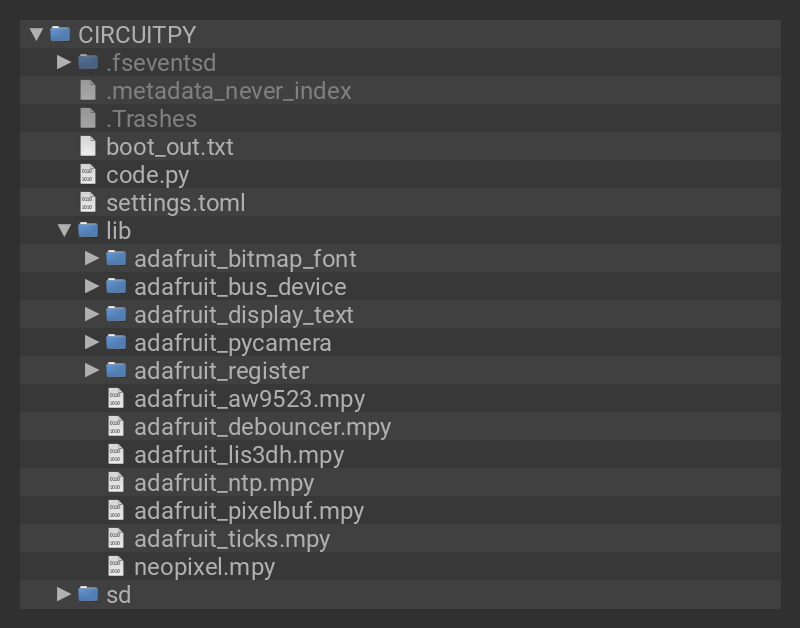 CIRCUITPY
.fseventsd
.metadata_never_index
.Trashes
boot_out.txt
code.py
settings.toml
lib
adafruit_bitmap_font
adafruit_bus_device
adafruit_display_text
adafruit_pycamera
adafruit_register
adafruit_aw9523.mpy
adafruit_debouncer.mpy
adafruit_lis3dh.mpy
adafruit_ntp.mpy
adafruit_pixelbuf.mpy
adafruit_ticks.mpy
neopixel.mpy
sd